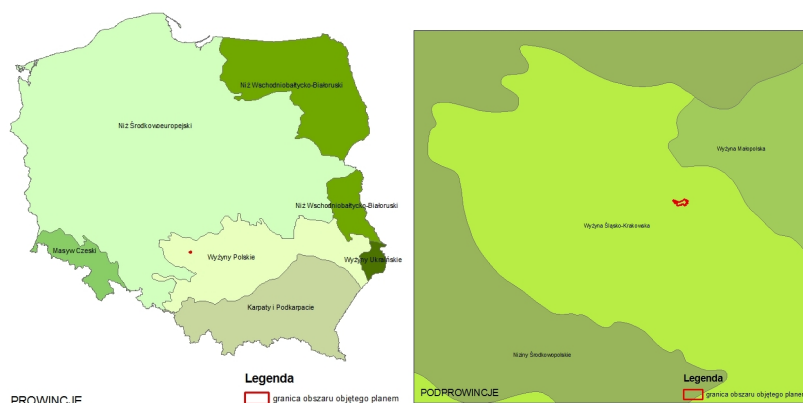 Niż Wschodniobałtycko-Białoruski
Niż Środkowoeuropejski
Niż Wschodniobałtycko-Białoruski
Masyw Czeski
Wyżyny Polskie
Wyżyny Ukraińskie
Karpaty i Podkarpacie
Legenda
granica obszaru objętego planem
PROWINCJE
Wyżyna Małopolska
Wyżyna Śląsko-Krakowska
Niziny Środkowopolskie
Legenda
granica obszaru objętego planem
PODPROWINCJE